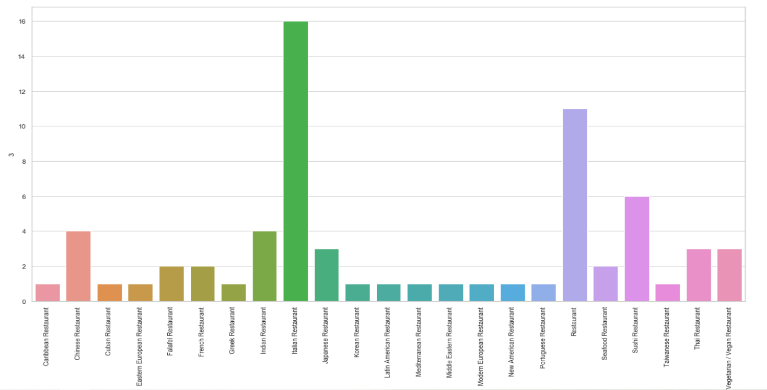 16
14
12
10
8
6
4
2
0
3
Caribbean Restaurant
Chinese Restaurant
Cuban Restaurant
Eastern European Restaurant
Falafel Restaurant
French Restaurant
Greek Restaurant
Indian Restaurant
Italian Restaurant
Japanese Restaurant
Korean Restaurant
Latin American Restaurant
Mediterranean Restaurant
Middle Eastern Restaurant
Modern European Restaurant
New American Restaurant
Portuguese Restaurant
Restaurant
Seafood Restaurant
Sushi Restaurant
Taiwanese Restaurant
Thai Restaurant
Vegetarian / Vegan Restaurant